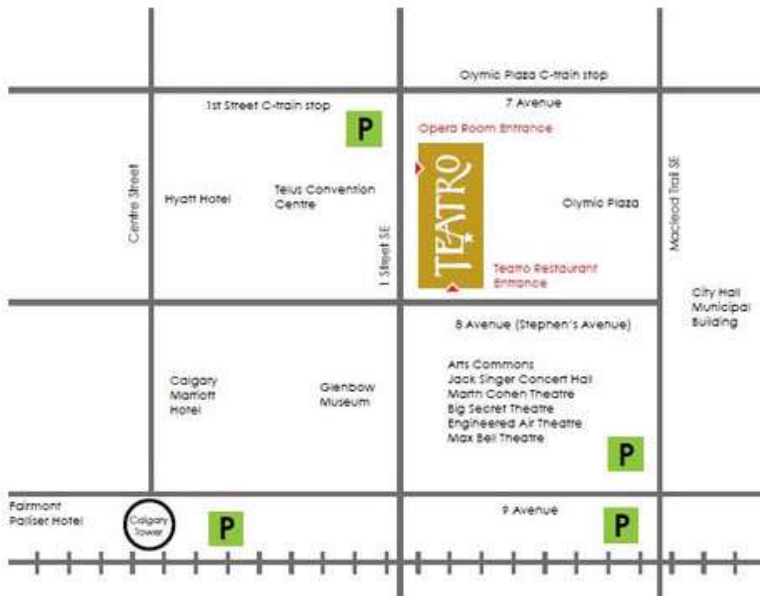 Olymic Plaza C-train stop
1st Street C-train stop
7 Avenue
P
Opera Room Entrance
Centre Street
Hyatt Hotel
Telus Convention
Centre
1 Street SE
TEATRO
Olymic Plaza
Macleod Trail SE
Teatro Restaurant
Entrance
City Hall
Municipal
Building
8 Avenue (Stephen's Avenue)
Calgary
Marriott
Hotel
Glenbow
Museum
Arts Commons
Jack Singer Concert Hall
Marth Cohen Theatre
Big Secret Theatre
Engineered Air Theatre
Max Bell Theatre
P
Fairmont
Palliser Hotel
Calgary
Tower
P
9 Avenue
P